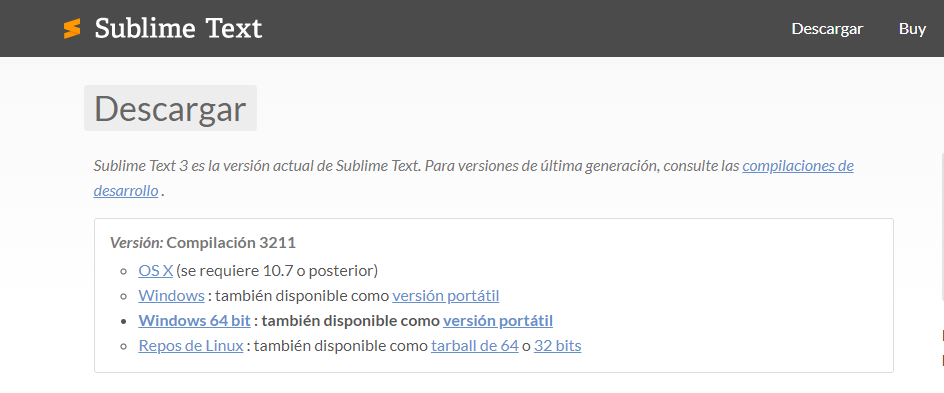 Sublime Text
Descargar Buy
Descargar
Sublime Text 3 es la versión actual de Sublime Text. Para versiones de última generación, consulte las compilaciones de
desarrollo .
Versión: Compilación 3211
OS X (se requiere 10.7 o posterior)
Windows : también disponible como versión portátil
Windows 64 bit : también disponible como versión portátil
Repos de Linux : también disponible como tarball de 64 o 32 bits